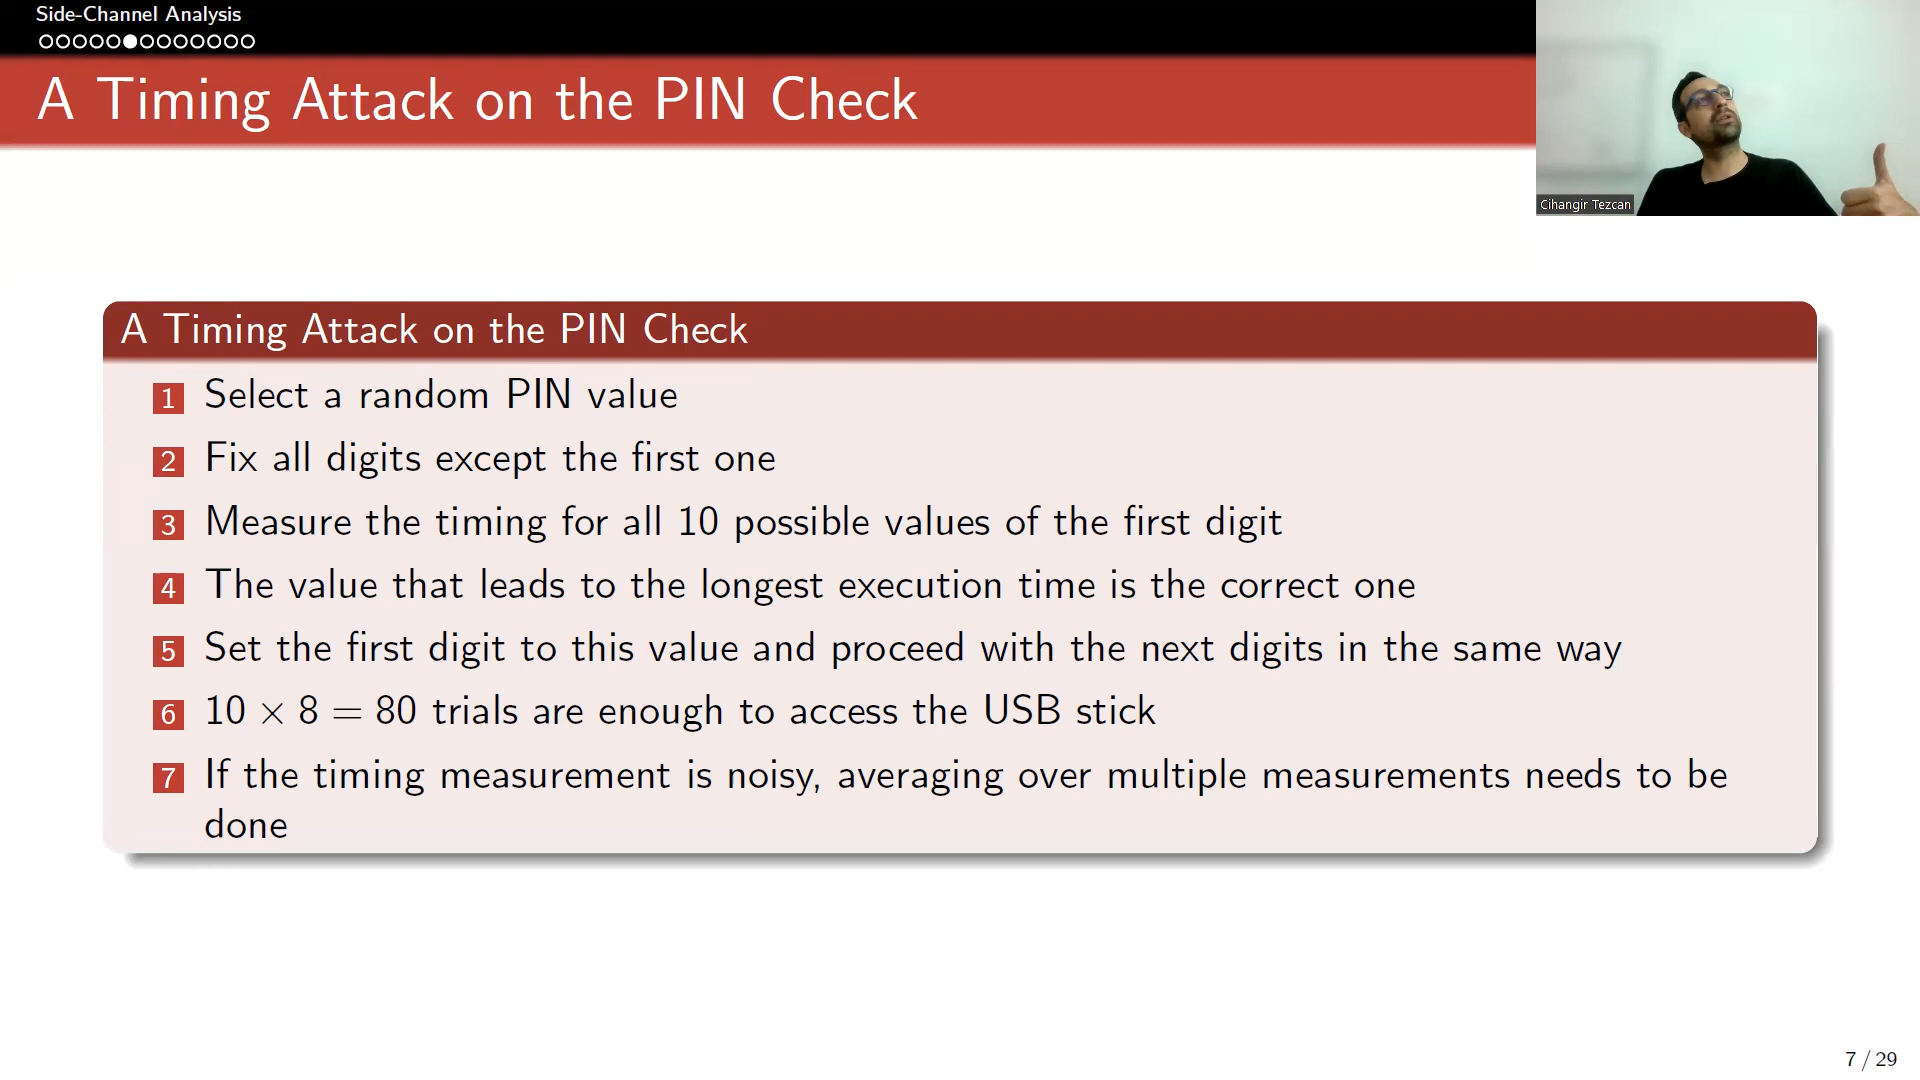 Side-Channel Analysis
A Timing Attack on the PIN Check
Cihangir Tezcan
A Timing Attack on the PIN Check
1 Select a random PIN value
2 Fix all digits except the first one
3 Measure the timing for all 10 possible values of the first digit
4 The value that leads to the longest execution time is the correct one
5 Set the first digit to this value and proceed with the next digits in the same way
6 10 × 8 = 80 trials are enough to access the USB stick
7 If the timing measurement is noisy, averaging over multiple measurements needs to be
done
7 / 29